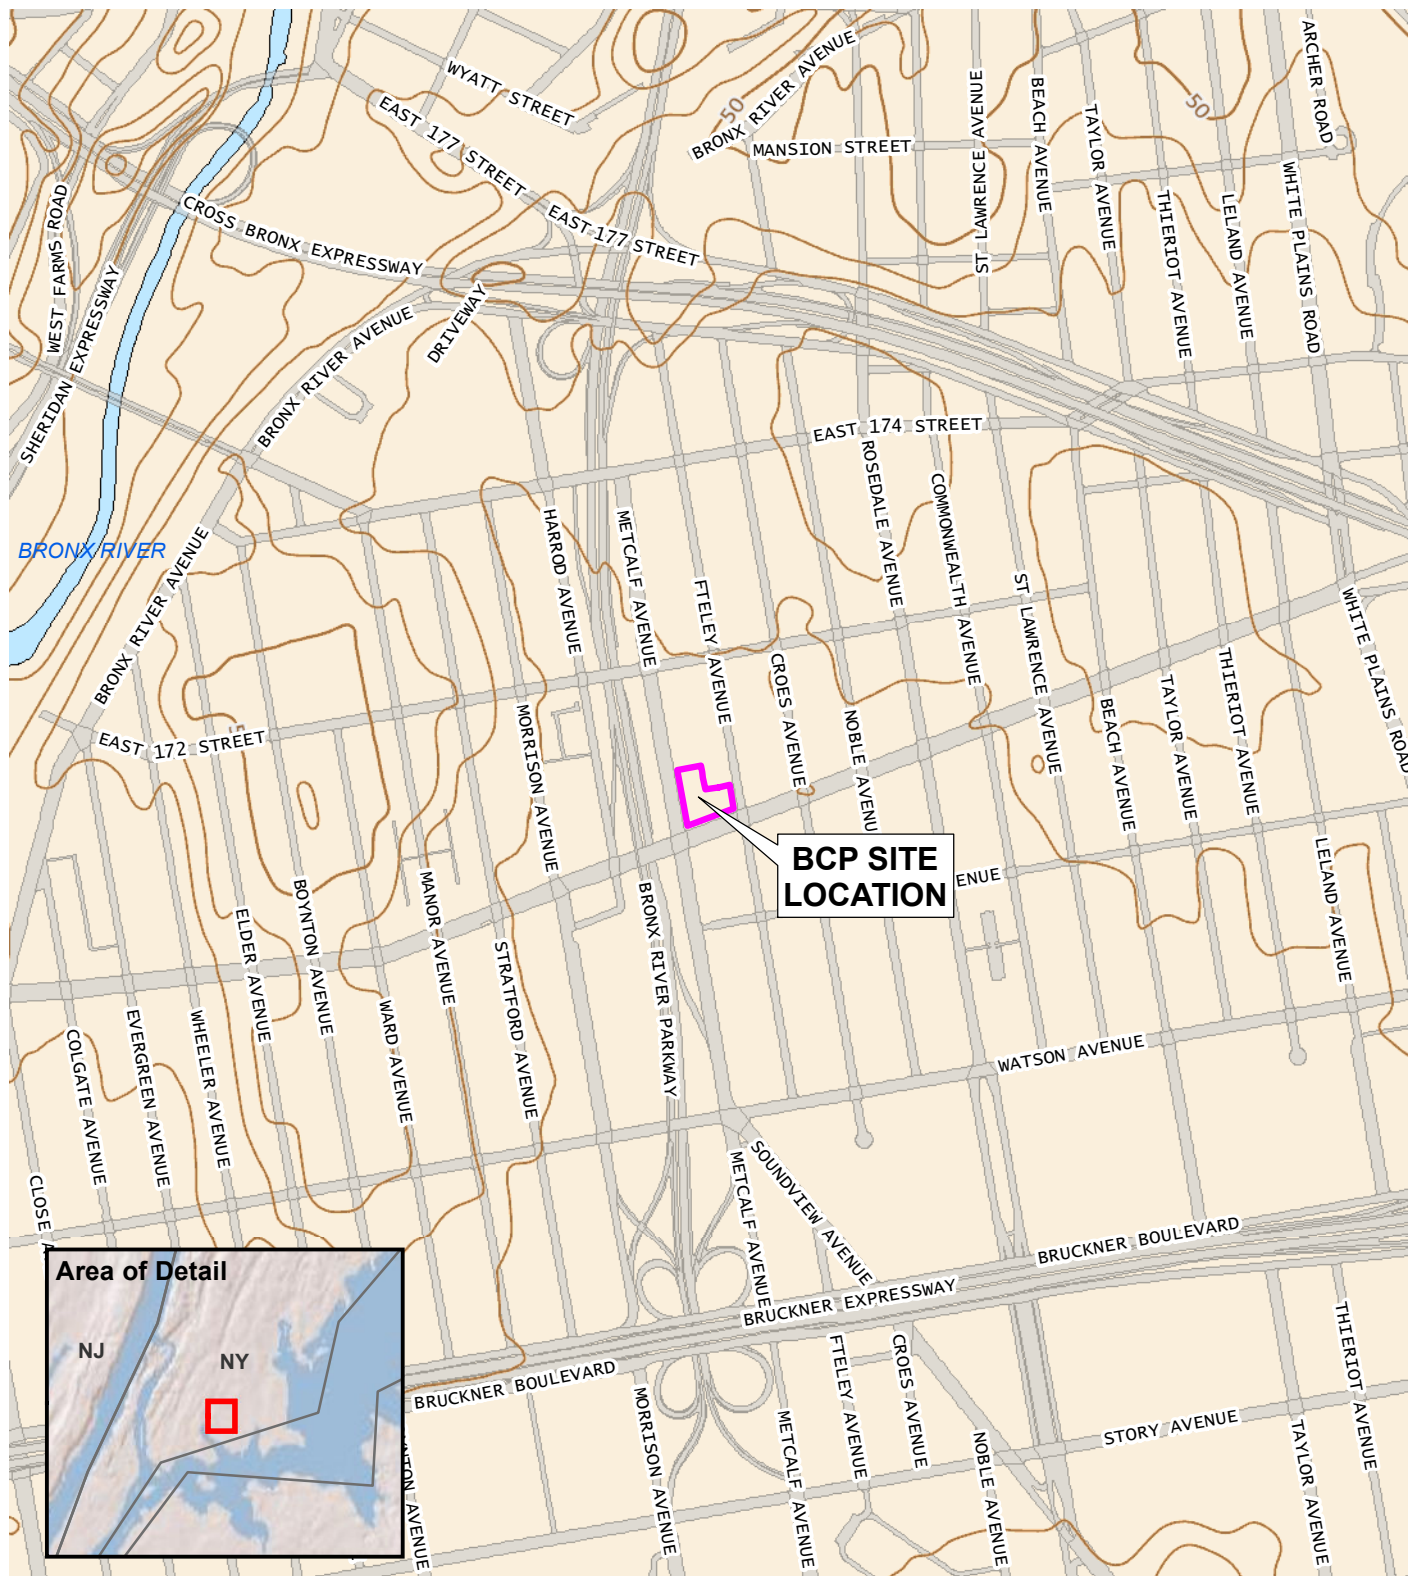 WYATT STREET
EAST 177 STREET
BRONX RIVER AVENUE
50
MANSION STREET
ST LAWRENCE AVENUE
BEACH AVENUE
TAYLOR AVENUE
50
ARCHER ROAD
WHITE PLAINS ROAD
THIERIOT AVENUE
LELAND AVENUE
WEST FARMS ROAD
SHERIDAN EXPRESSWAY
CROSS BRONX EXPRESSWAY
EAST 177 STREET
DRIVEWAY
BRONX RIVER AVENUE
EAST 174 STREET
ROSEDALE AVENUE
COMMONWEALTH AVENUE
HARROD AVENUE
METCALF AVENUE
BRONX RIVER
BRONX RIVER AVENUE
FTELEY AVENUE
ST LAWRENCE AVENUE
WHITE PLAINS ROAD
CROES AVENUE
NOBLE AVENU
BEACH AVENUE
TAYLOR AVENUE
THIERIOT AVENUE
EAST 172 STREET
MORRISON AVENUE
BCP SITE
LOCATION
ENUE
LELAND AVENUE
BRONX RIVER PARKWAY
ELDER AVENUE
BOYNTON AVENUE
MANOR AVENUE
STRATFORD AVENUE
WARD AVENUE
COLGATE AVENUE
EVERGREEN AVENUE
WHEELER AVENUE
WATSON AVENUE
CLOSE A
METCALF AVENUE
SOUNDVIEW AVENUE
BRUCKNER BOULEVARD
BRUCKNER EXPRESSWAY
Area of Detail
NJ
NY
BRUCKNER BOULEVARD
MORRISON AVENUE
METCALF AVENUE
FTELEY AVENUE
CROES AVENUE
NOBLE AVENUE
STORY AVENUE
TAYLOR AVENUE
THIERIOT AVENUE
NTON AVENUE